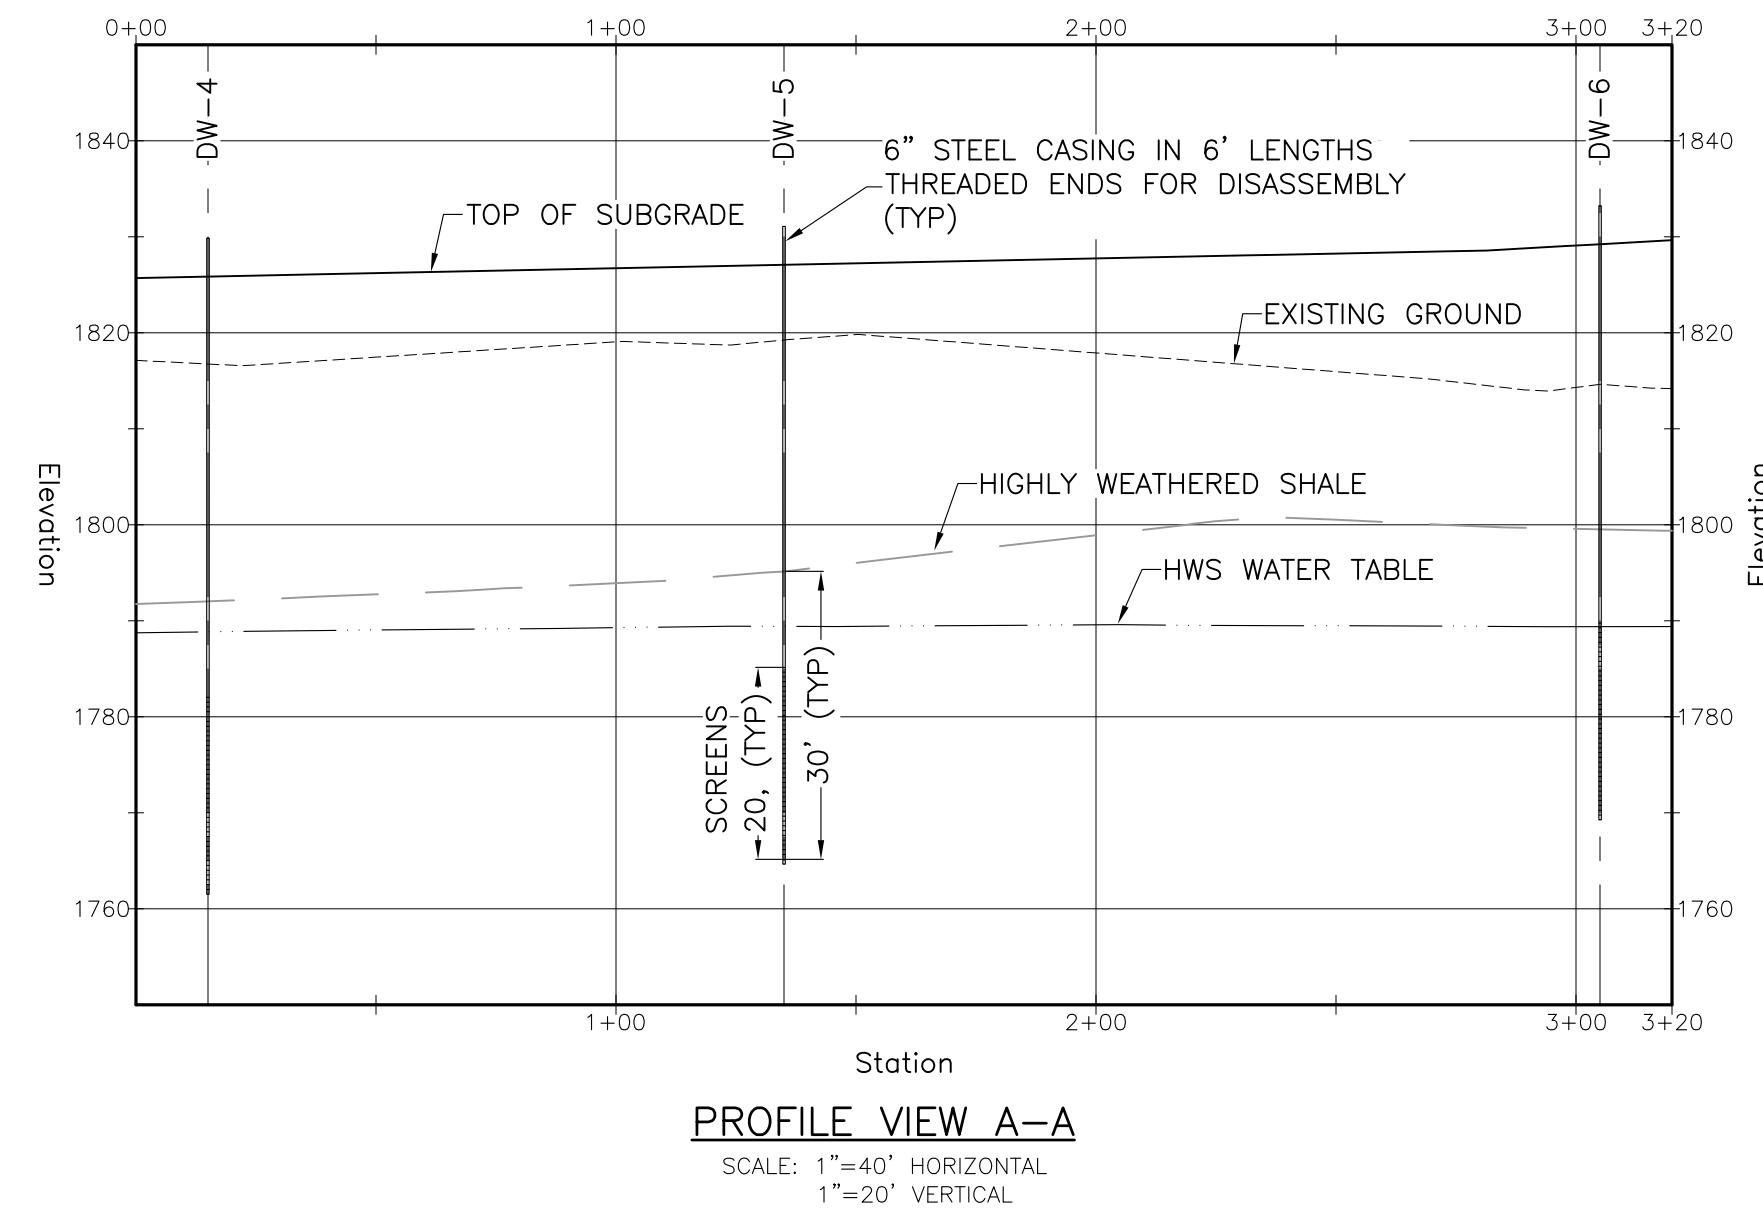 0+00 1+00 2+00 3+00 3+20
DW-4
DW-5
DW-6
1840 1840
6" STEEL CASING IN 6' LENGTHS
THREADED ENDS FOR DISASSEMBLY
(TYP)
TOP OF SUBGRADE
EXISTING GROUND
1820 1820
HIGHLY WEATHERED SHALE
Elevation
Elevation
1800 1800
HWS WATER TABLE
SCREENS
20, (TYP)
30' (TYP)
1780 1780
1760 1760
1+00 2+00 3+00 3+20
Station
PROFILE VIEW A-A
SCALE: 1"=40' HORIZONTAL
1"=20' VERTICAL